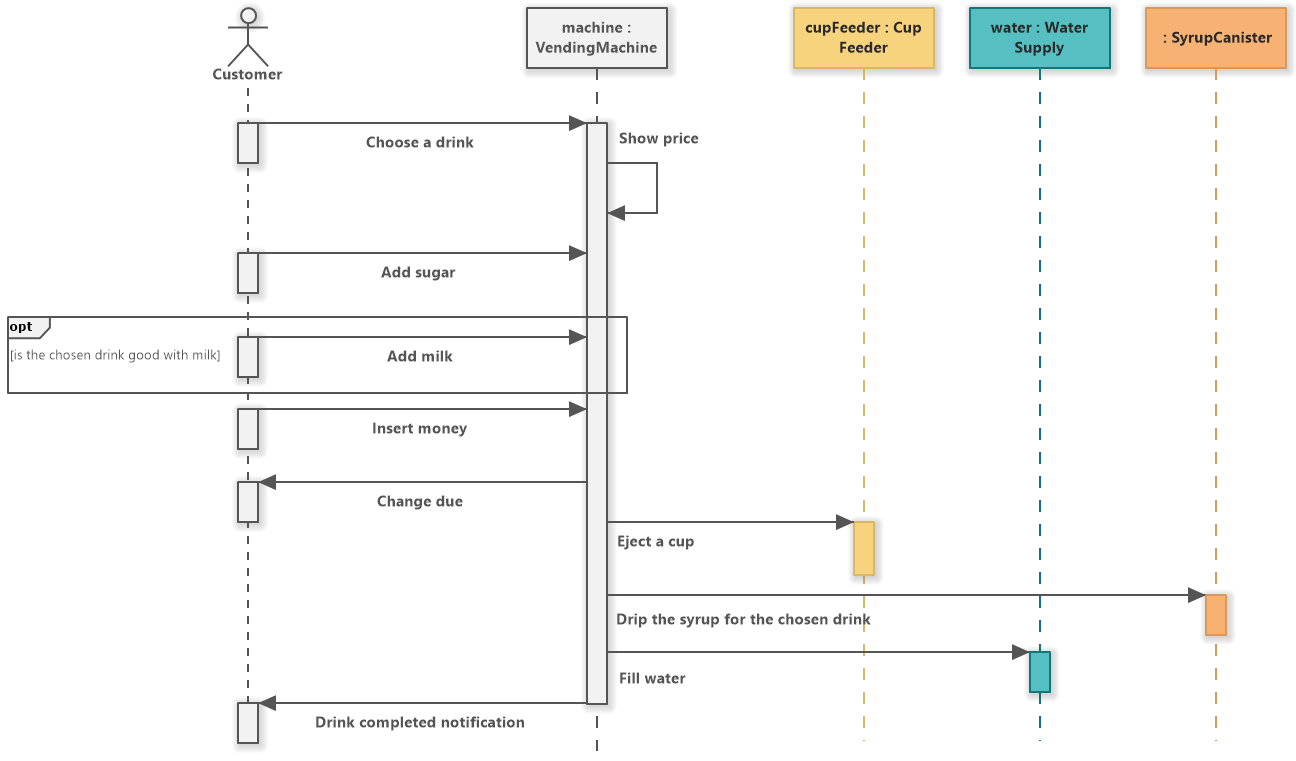 Customer
machine :
VendingMachine
cupFeeder : Cup
Feeder
water : Water
Supply
: SyrupCanister
Choose a drink
Show price
Add sugar
opt
[is the chosen drink good with milk]
Add milk
Insert money
Change due
Eject a cup
Drip the syrup for the chosen drink
Fill water
Drink completed notification